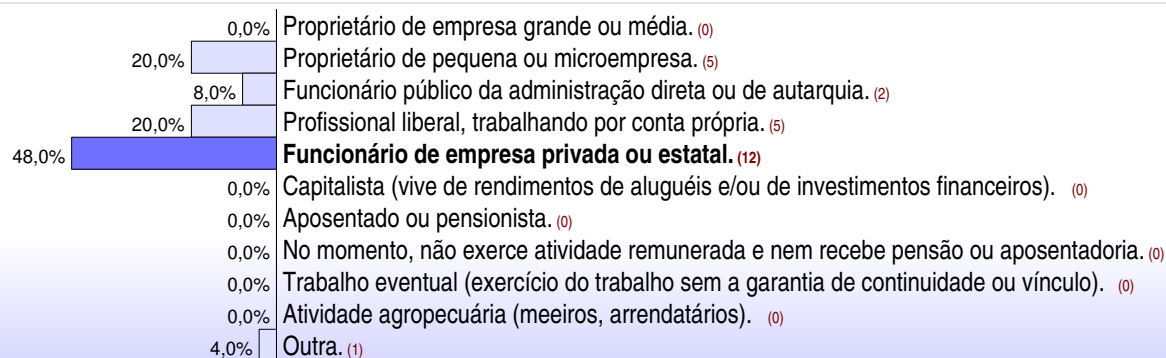 0,0% Proprietário de empresa grande ou média. (0)
20,0% Proprietário de pequena ou microempresa. (5)
8,0% Funcionário público da administração direta ou de autarquia. (2)
20,0% Profissional liberal, trabalhando por conta própria. (5)
48,0% Funcionário de empresa privada ou estatal. (12)
0,0% Capitalista (vive de rendimentos de aluguéis e/ou de investimentos financeiros). (0)
0,0% Aposentado ou pensionista. (0)
0,0% No momento, não exerce atividade remunerada e nem recebe pensão ou aposentadoria. (0)
0,0% Trabalho eventual (exercício do trabalho sem a garantia de continuidade ou vínculo). (0)
0,0% Atividade agropecuária (meeiros, arrendatários). (0)
4,0% Outra. (1)